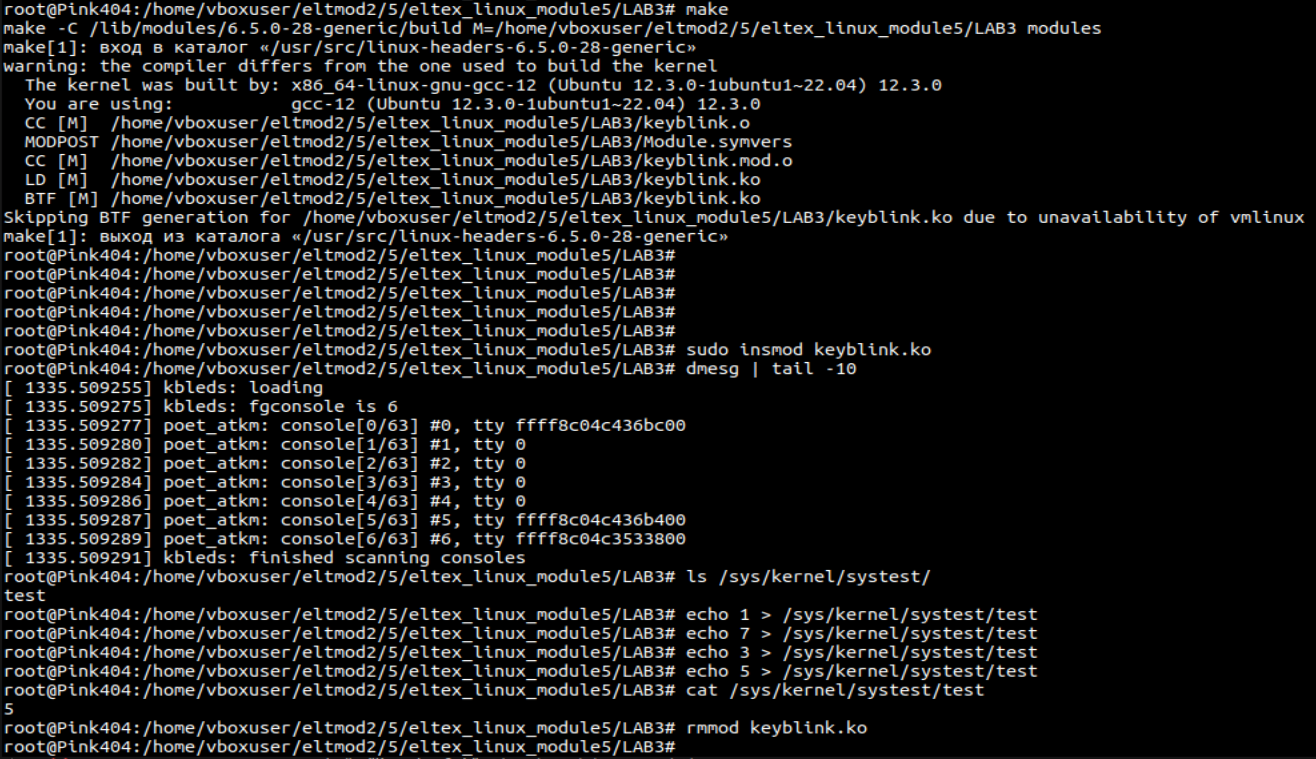 root@Pink404:/home/vboxuser/eltmod2/5/eltex_linux_module5/LAB3# make
make -C /lib/modules/6.5.0-28-generic/build M=/home/vboxuser/eltmod2/5/eltex_linux_module5/LAB3 modules
make[1]: вход в каталог «/usr/src/linux-headers-6.5.0-28-generic»
warning: the compiler differs from the one used to build the kernel
  The kernel was built by: x86_64-linux-gnu-gcc-12 (Ubuntu 12.3.0-1ubuntu1~22.04) 12.3.0
  You are using:           gcc-12 (Ubuntu 12.3.0-1ubuntu1~22.04) 12.3.0
  CC [M]  /home/vboxuser/eltmod2/5/eltex_linux_module5/LAB3/keyblink.o
  MODPOST /home/vboxuser/eltmod2/5/eltex_linux_module5/LAB3/Module.symvers
  CC [M]  /home/vboxuser/eltmod2/5/eltex_linux_module5/LAB3/keyblink.mod.o
  LD [M]  /home/vboxuser/eltmod2/5/eltex_linux_module5/LAB3/keyblink.ko
  BTF [M] /home/vboxuser/eltmod2/5/eltex_linux_module5/LAB3/keyblink.ko
Skipping BTF generation for /home/vboxuser/eltmod2/5/eltex_linux_module5/LAB3/keyblink.ko due to unavailability of vmlinux
make[1]: выход из каталога «/usr/src/linux-headers-6.5.0-28-generic»
root@Pink404:/home/vboxuser/eltmod2/5/eltex_linux_module5/LAB3#
root@Pink404:/home/vboxuser/eltmod2/5/eltex_linux_module5/LAB3#
root@Pink404:/home/vboxuser/eltmod2/5/eltex_linux_module5/LAB3#
root@Pink404:/home/vboxuser/eltmod2/5/eltex_linux_module5/LAB3#
root@Pink404:/home/vboxuser/eltmod2/5/eltex_linux_module5/LAB3#
root@Pink404:/home/vboxuser/eltmod2/5/eltex_linux_module5/LAB3# sudo insmod keyblink.ko
root@Pink404:/home/vboxuser/eltmod2/5/eltex_linux_module5/LAB3# dmesg | tail -10
[ 1335.509255] kbleds: loading
[ 1335.509275] kbleds: fgconsole is 6
[ 1335.509277] poet_atkm: console[0/63] #0, tty ffff8c04c436bc00
[ 1335.509280] poet_atkm: console[1/63] #1, tty 0
[ 1335.509282] poet_atkm: console[2/63] #2, tty 0
[ 1335.509284] poet_atkm: console[3/63] #3, tty 0
[ 1335.509286] poet_atkm: console[4/63] #4, tty 0
[ 1335.509287] poet_atkm: console[5/63] #5, tty ffff8c04c436b400
[ 1335.509289] poet_atkm: console[6/63] #6, tty ffff8c04c3533800
[ 1335.509291] kbleds: finished scanning consoles
root@Pink404:/home/vboxuser/eltmod2/5/eltex_linux_module5/LAB3# ls /sys/kernel/systest/
test
root@Pink404:/home/vboxuser/eltmod2/5/eltex_linux_module5/LAB3# echo 1 > /sys/kernel/systest/test
root@Pink404:/home/vboxuser/eltmod2/5/eltex_linux_module5/LAB3# echo 7 > /sys/kernel/systest/test
root@Pink404:/home/vboxuser/eltmod2/5/eltex_linux_module5/LAB3# echo 3 > /sys/kernel/systest/test
root@Pink404:/home/vboxuser/eltmod2/5/eltex_linux_module5/LAB3# echo 5 > /sys/kernel/systest/test
root@Pink404:/home/vboxuser/eltmod2/5/eltex_linux_module5/LAB3# cat /sys/kernel/systest/test
5
root@Pink404:/home/vboxuser/eltmod2/5/eltex_linux_module5/LAB3# rmmod keyblink.ko
root@Pink404:/home/vboxuser/eltmod2/5/eltex_linux_module5/LAB3#